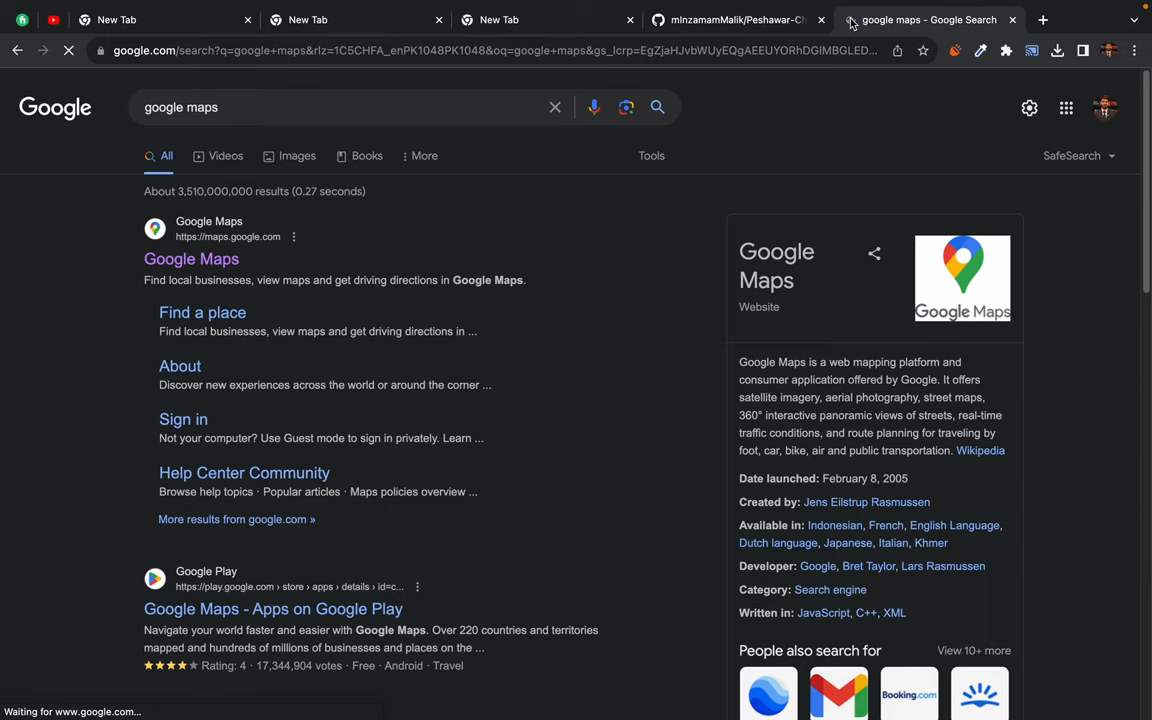 New Tab
New Tab
New Tab
mInzamamMalik/Peshawar-Ch
google maps - Google Search
google.com/search?q=google+maps&rlz=1C5CHFA_enPK1048PK1048&oq=google+maps&gs_lcrp=EgZjaHJvbWUyEQgAEEUYORhDGIMBGLED...
Google
google maps
All
Videos
Images
Books
More
Tools
SafeSearch
About 3,510,000,000 results (0.27 seconds)
Google Maps
https://maps.google.com
Google Maps
Find local businesses, view maps and get driving directions in Google Maps.
Find a place
Find local businesses, view maps and get driving directions in ...
About
Discover new experiences across the world or around the corner ...
Sign in
Not your computer? Use Guest mode to sign in privately. Learn ...
Help Center Community
Browse help topics · Popular articles · Maps policies overview ...
More results from google.com »
Google Play
https://play.google.com › store › apps › details › id=c...
Google Maps - Apps on Google Play
Navigate your world faster and easier with Google Maps. Over 220 countries and territories
mapped and hundreds of millions of businesses and places on the ...
Rating: 4 · 17,344,904 votes · Free · Android · Travel
Google
Maps
Website
Google Maps
Google Maps is a web mapping platform and
consumer application offered by Google. It offers
satellite imagery, aerial photography, street maps,
360° interactive panoramic views of streets, real-time
traffic conditions, and route planning for traveling by
foot, car, bike, air and public transportation. Wikipedia
Date launched: February 8, 2005
Created by: Jens Eilstrup Rasmussen
Available in: Indonesian, French, English Language,
Dutch language, Japanese, Italian, Khmer
Developer: Google, Bret Taylor, Lars Rasmussen
Category: Search engine
Written in: JavaScript, C++, XML
People also search for
View 10+ more
Booking.com
Waiting for www.google.com...